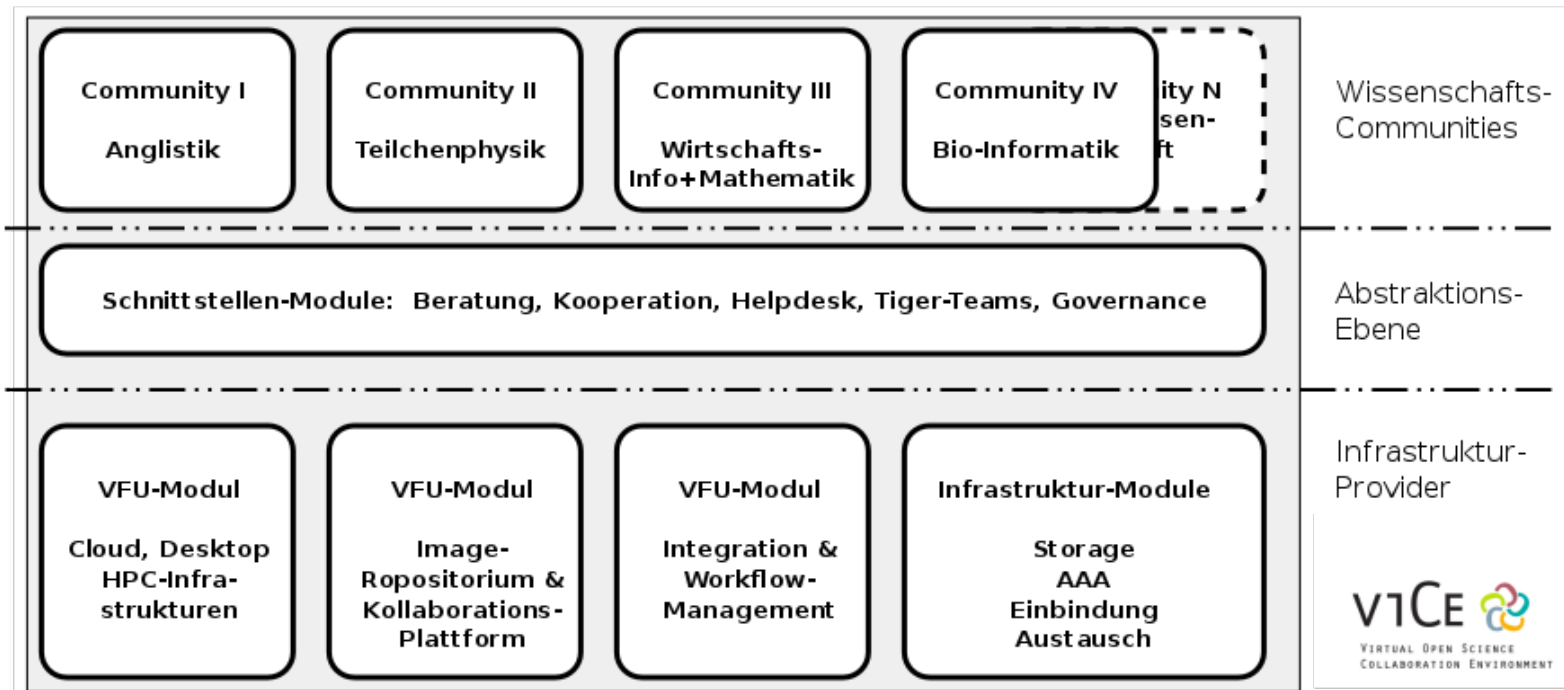 Community I
Anglistik
Community II
Teilchenphysik
Community III
Wirtschafts-
Info+Mathematik
Community IV
Bio-Informatik
ity N
sen-
ft
Wissenschafts-
Communities
Schnittstellen-Module: Beratung, Kooperation, Helpdesk, Tiger-Teams, Governance
Abstraktions-
Ebene
VFU-Modul
Cloud, Desktop
HPC-Infra-
strukturen
VFU-Modul
Image-
Ropositorium &
Kollaborations-
Plattform
VFU-Modul
Integration &
Workflow-
Management
Infrastruktur-Module
Storage
AAA
Einbindung
Austausch
Infrastruktur-
Provider
ViCE
Virtual Open Science
Collaboration Environment